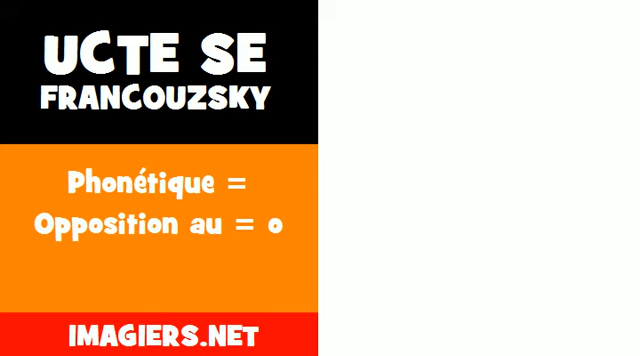 UCTE SE
FRANCOUZSKY
Phonétique =
Opposition au = o
IMAGIERS.NET